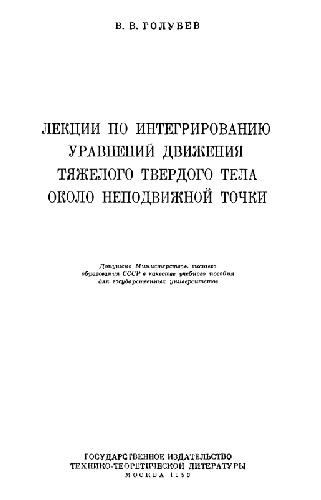 В. В. ГОЛУБЕВ
ЛЕКЦИИ ПО ИНТЕГРИРОВАНИЮ
УРАВНЕНИЙ ДВИЖЕНИЯ
ТЯЖЕЛОГО ТВЕРДОГО ТЕЛА
ОКОЛО НЕПОДВИЖНОЙ ТОЧКИ
Допущено Министерством высшего
образования СССР в качестве учебного пособия
для государственных университетов
ГОСУДАРСТВЕННОЕ ИЗДАТЕЛЬСТВО
ТЕХНИКО-ТЕОРЕТИЧЕСКОЙ ЛИТЕРАТУРЫ
МОСКВА